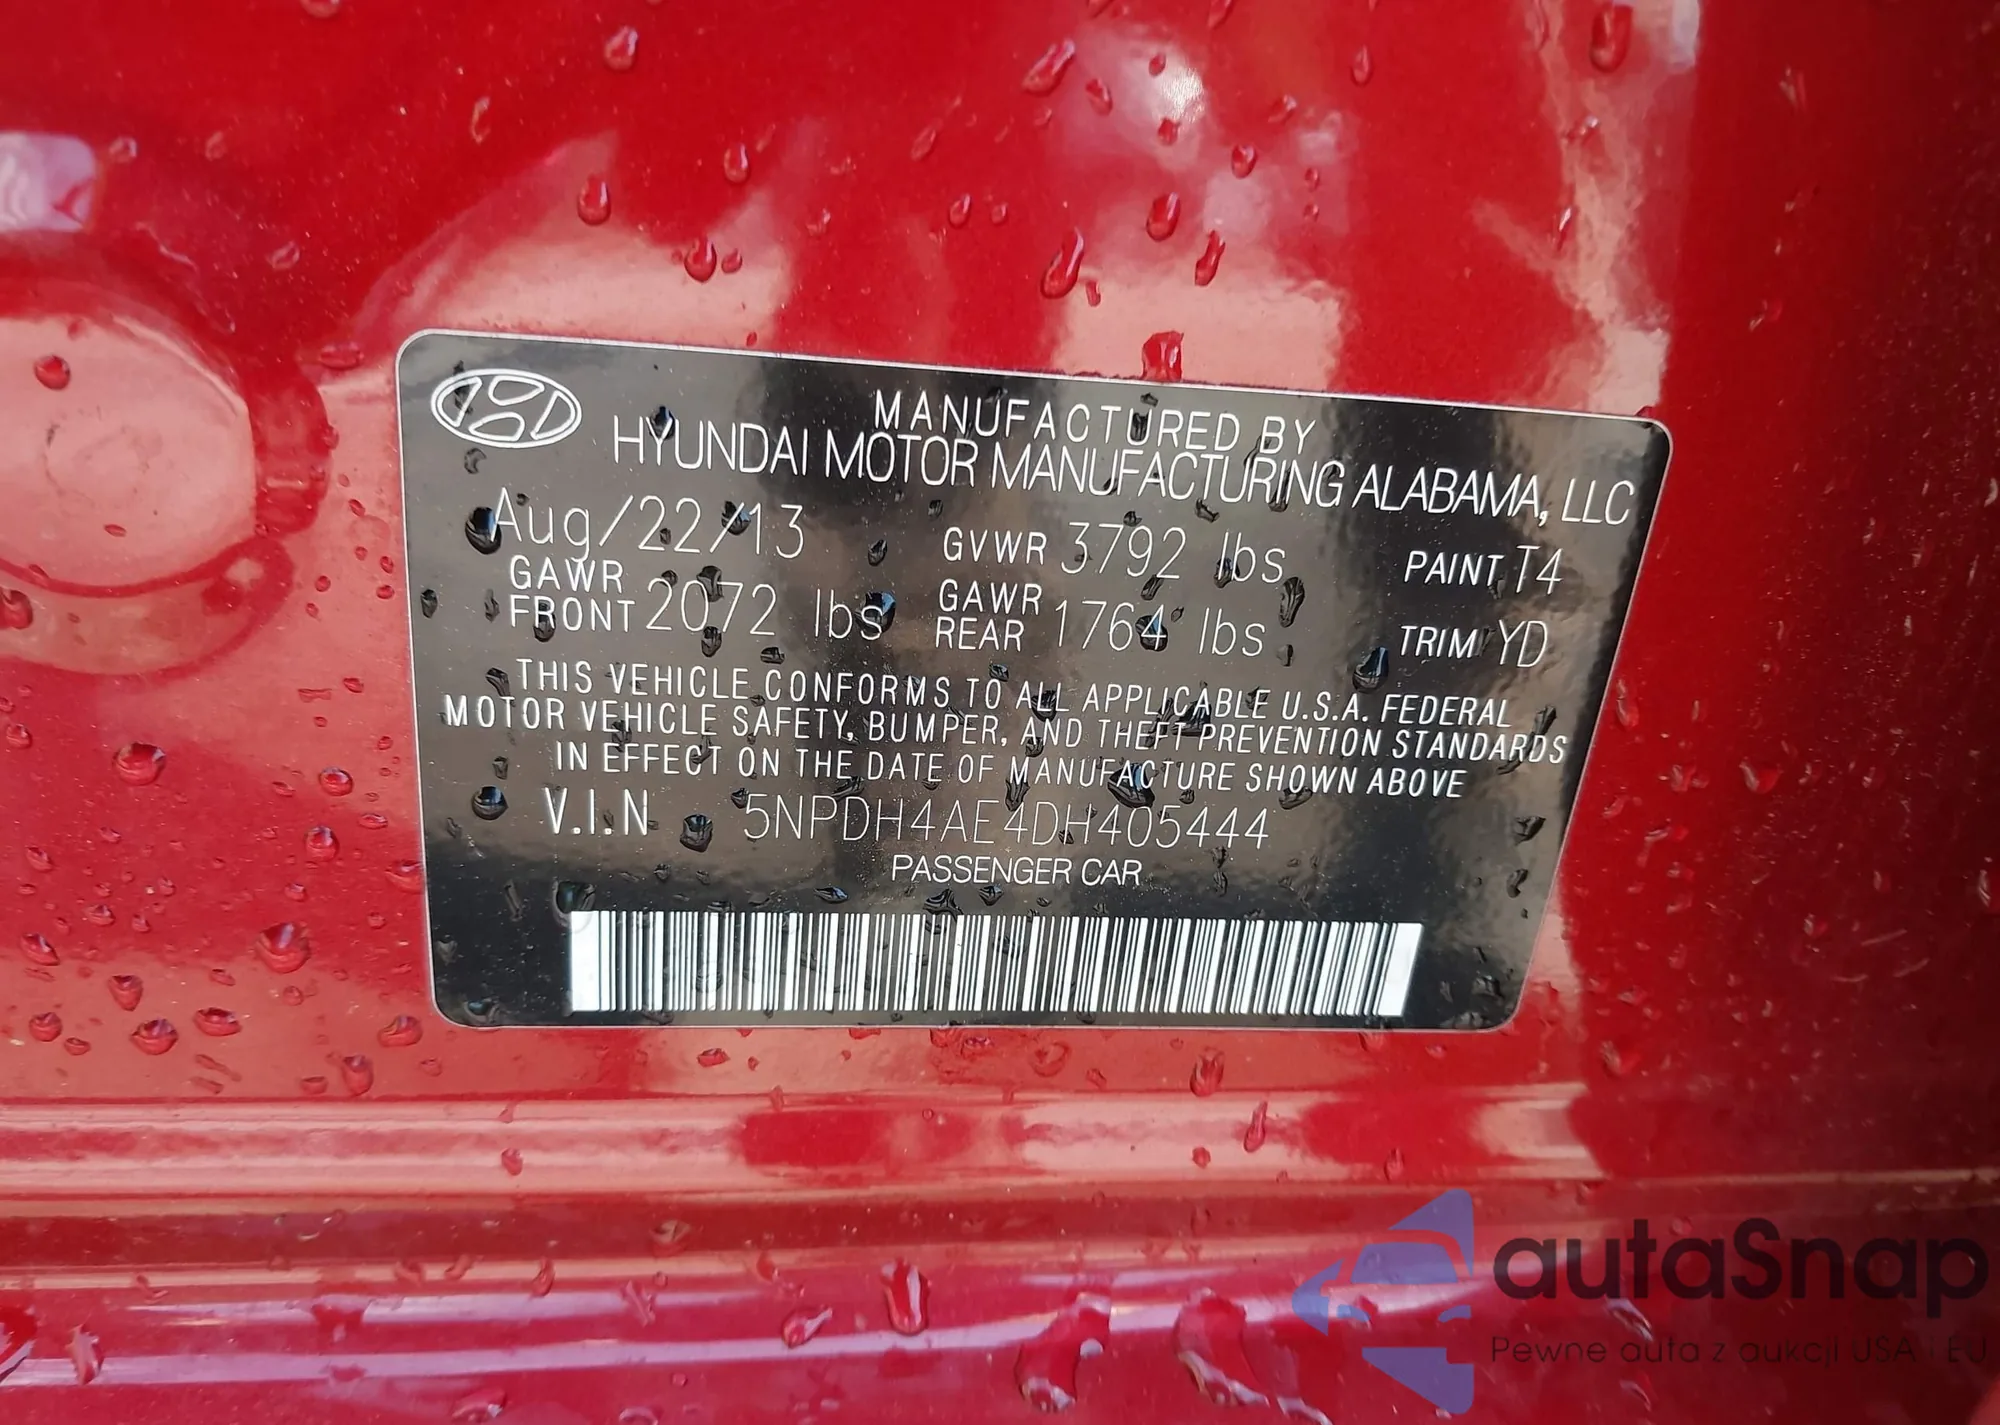 MANUFACTURED BY
HYUNDAI MOTOR MANUFACTURING ALABAMA, LLC
Aug/22/13 GVWR 3792 lbs PAINT T4
GAWR FRONT 2072 lbs GAWR REAR 1764 lbs TRIM YD
THIS VEHICLE CONFORMS TO ALL APPLICABLE U.S.A. FEDERAL
MOTOR VEHICLE SAFETY, BUMPER, AND THEFT PREVENTION STANDARDS
IN EFFECT ON THE DATE OF MANUFACTURE SHOWN ABOVE
V.I.N 5NPDH4AE4DH405444
PASSENGER CAR
autaSnap
Pewne auta z aukcji USA i EU